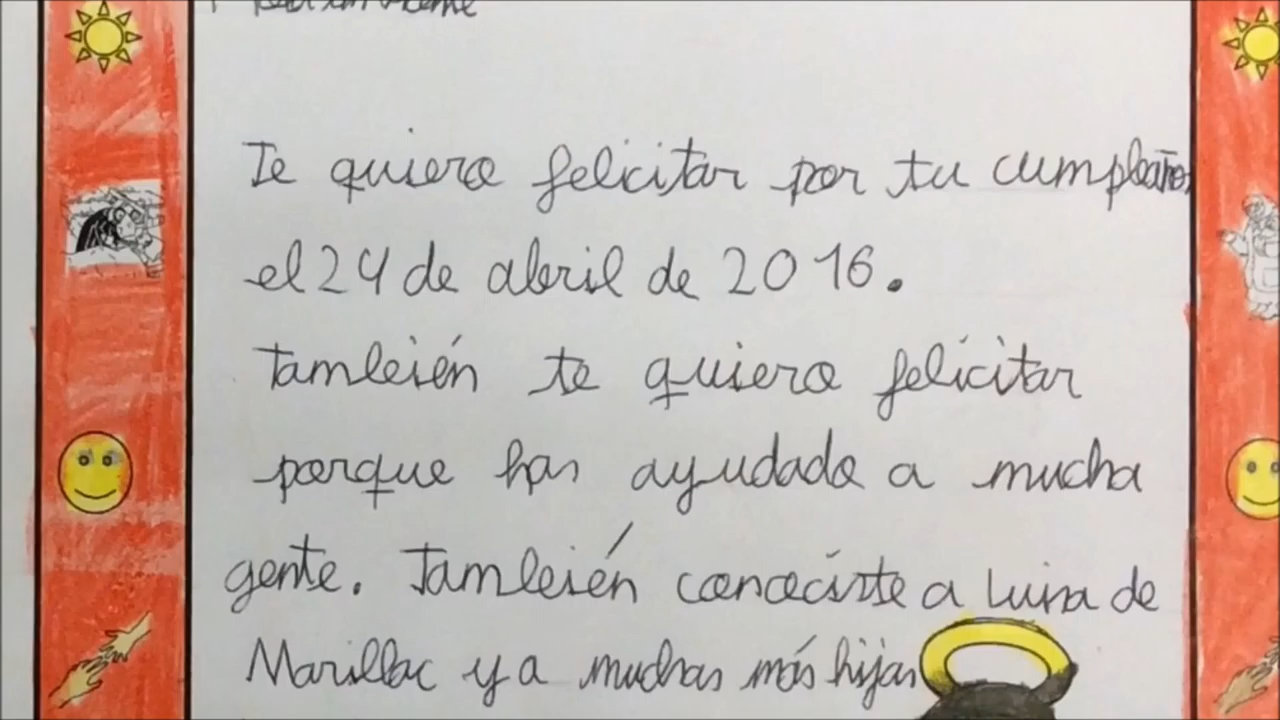 Te quiero felicitar por tu cumpleaños
el 24 de abril de 2016.
También te quiero felicitar
porque has ayudado a mucha
gente. También conociste a Luisa de
Marillac y a muchas más hijas